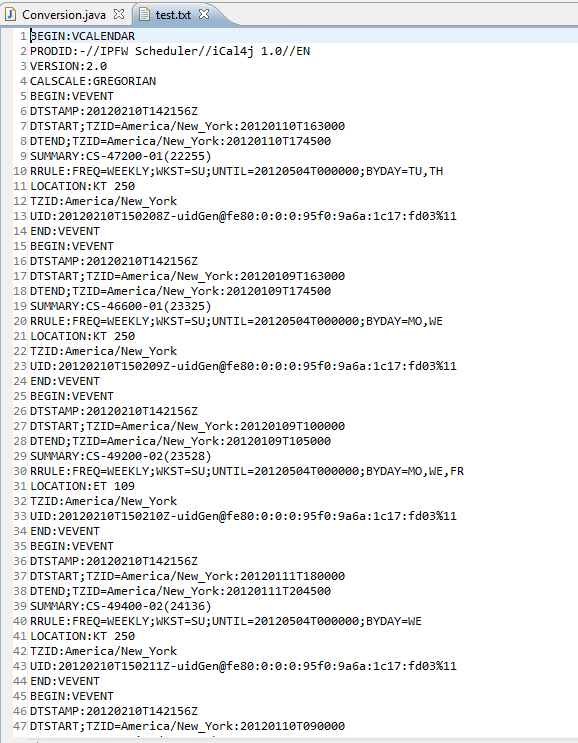 Conversion.java
test.txt
1 BEGIN:VCALENDAR
2 PRODID:-//IPFW Scheduler//iCal4j 1.0//EN
3 VERSION:2.0
4 CALSCALE:GREGORIAN
5 BEGIN:VEVENT
6 DTSTAMP:20120210T142156Z
7 DTSTART;TZID=America/New_York:20120110T163000
8 DTEND;TZID=America/New_York:20120110T174500
9 SUMMARY:CS-47200-01(22255)
10 RRULE:FREQ=WEEKLY;WKST=SU;UNTIL=20120504T000000;BYDAY=TU,TH
11 LOCATION:KT 250
12 TZID:America/New_York
13 UID:20120210T150208Z-uidGen@fe80:0:0:0:95f0:9a6a:1c17:fd03%11
14 END:VEVENT
15 BEGIN:VEVENT
16 DTSTAMP:20120210T142156Z
17 DTSTART;TZID=America/New_York:20120109T163000
18 DTEND;TZID=America/New_York:20120109T174500
19 SUMMARY:CS-46600-01(23325)
20 RRULE:FREQ=WEEKLY;WKST=SU;UNTIL=20120504T000000;BYDAY=MO,WE
21 LOCATION:KT 250
22 TZID:America/New_York
23 UID:20120210T150209Z-uidGen@fe80:0:0:0:95f0:9a6a:1c17:fd03%11
24 END:VEVENT
25 BEGIN:VEVENT
26 DTSTAMP:20120210T142156Z
27 DTSTART;TZID=America/New_York:20120109T100000
28 DTEND;TZID=America/New_York:20120109T105000
29 SUMMARY:CS-49200-02(23528)
30 RRULE:FREQ=WEEKLY;WKST=SU;UNTIL=20120504T000000;BYDAY=MO,WE,FR
31 LOCATION:ET 109
32 TZID:America/New_York
33 UID:20120210T150210Z-uidGen@fe80:0:0:0:95f0:9a6a:1c17:fd03%11
34 END:VEVENT
35 BEGIN:VEVENT
36 DTSTAMP:20120210T142156Z
37 DTSTART;TZID=America/New_York:20120111T180000
38 DTEND;TZID=America/New_York:20120111T204500
39 SUMMARY:CS-49400-02(24136)
40 RRULE:FREQ=WEEKLY;WKST=SU;UNTIL=20120504T000000;BYDAY=WE
41 LOCATION:KT 250
42 TZID:America/New_York
43 UID:20120210T150211Z-uidGen@fe80:0:0:0:95f0:9a6a:1c17:fd03%11
44 END:VEVENT
45 BEGIN:VEVENT
46 DTSTAMP:20120210T142156Z
47 DTSTART;TZID=America/New_York:20120110T090000